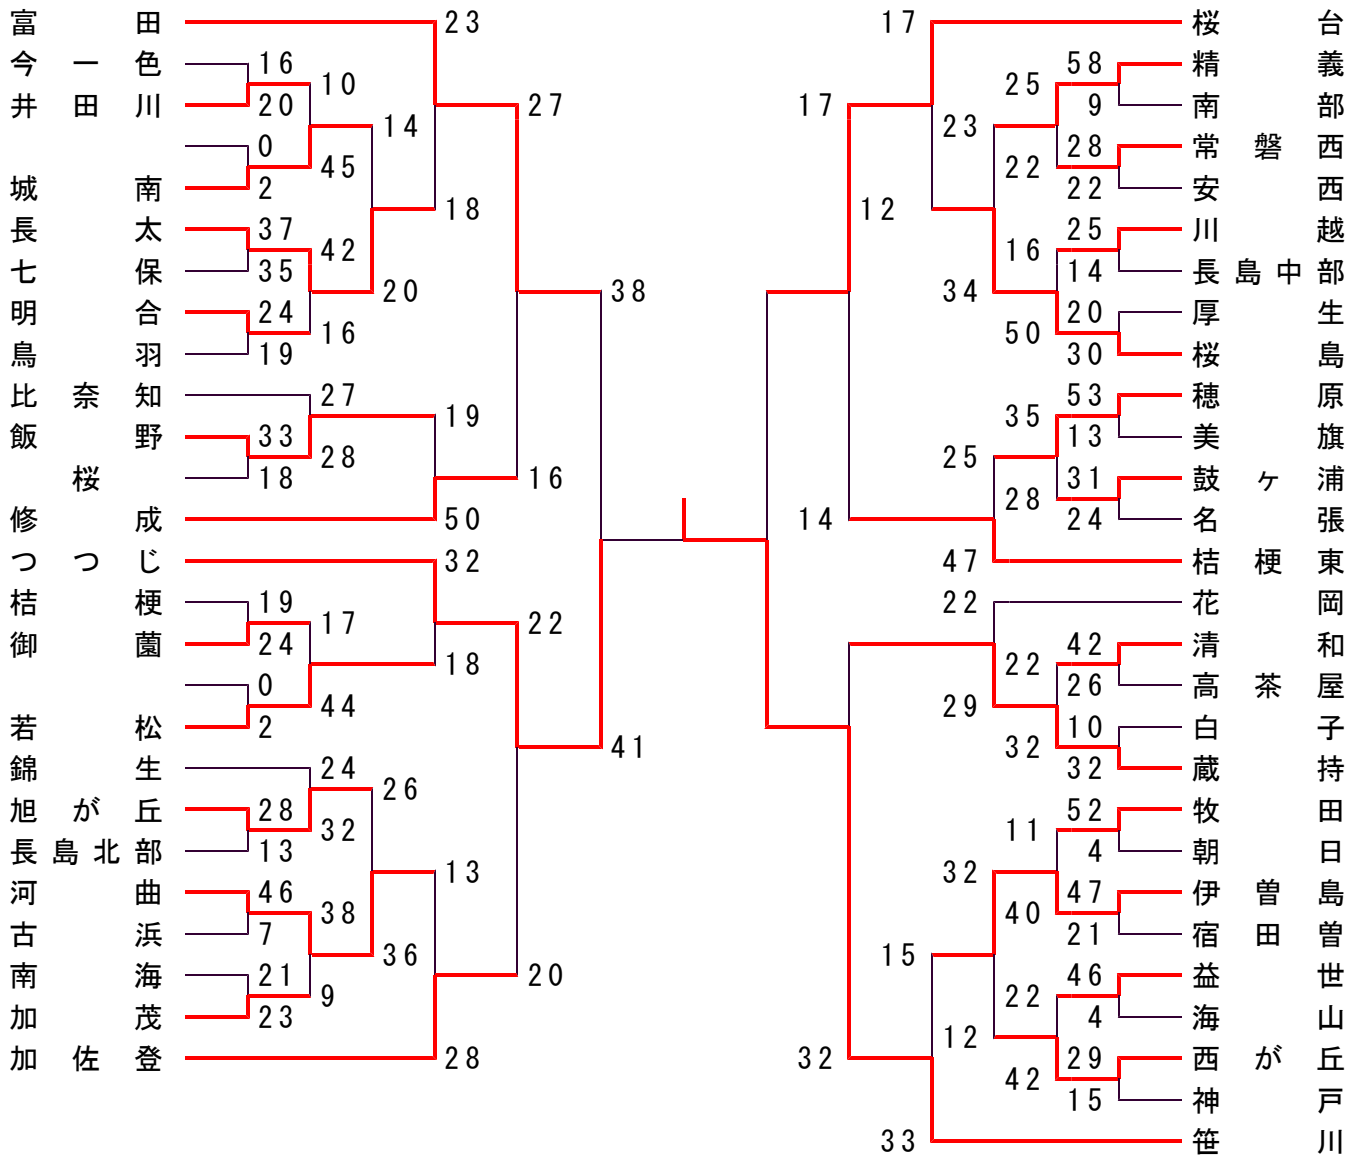 富田 23 17 桜台
今一色 16 58 精義
10 25
井田川 20 27 17 9 南部
14 23
0 28 常磐西
45 22
城南 2 22 安西
18 12
長太 37 25 川越
42 16
七保 35 14 長島中部
20 38 34
明合 24 20 厚生
16 50
鳥羽 19 30 桜島
比奈知 27 53 穂原
19 35
飯野 33 13 美旗
28 25
桜 18 16 31 鼓ヶ浦
28
修成 50 14 24 名張
つつじ 32 47 桔梗東
桔梗 19 22 花岡
17 22
御薗 24 42 清和
18 22
0 26 高茶屋
44 29
若松 2 10 白子
41 32
錦生 24 32 蔵持
26
旭が丘 28 52 牧田
32 11
長島北部 13 4 朝日
13 32
河曲 46 47 伊曽島
38 40
古浜 7 21 宿田曽
36 15
南海 21 20 46 益世
9 22
加茂 23 4 海山
12
加佐登 28 32 29 西が丘
42
15 神戸
33 笹川